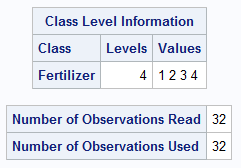 Class Level Information
Class Levels Values
Fertilizer 4 1 2 3 4
Number of Observations Read 32
Number of Observations Used 32